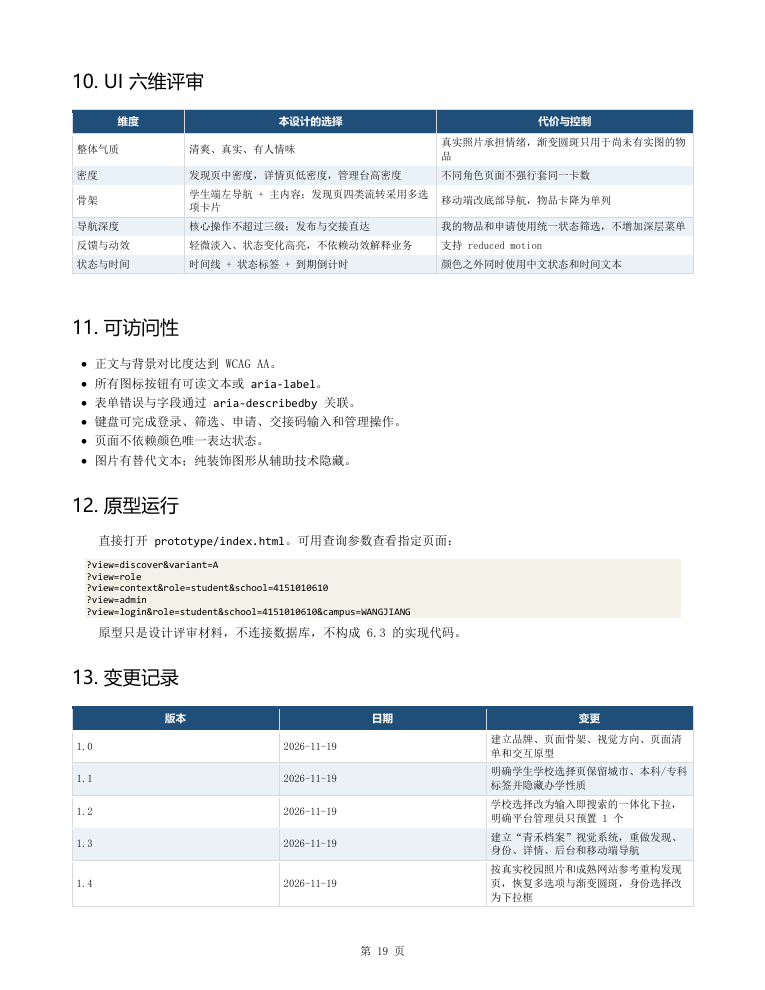 10. UI 六维评审
维度 本设计的选择 代价与控制
整体气质 清爽、真实、有人情味 真实照片承担情绪，渐变圆斑只用于尚未有实图的物
品
密度 发现页中密度，详情页低密度，管理台高密度 不同角色页面不强行套同一卡数
骨架 学生端左导航 + 主内容；发现页四类流转采用多选
项卡片 移动端改底部导航，物品卡降为单列
导航深度 核心操作不超过三级；发布与交接直达 我的物品和申请使用统一状态筛选，不增加深层菜单
反馈与动效 轻微淡入、状态变化高亮，不依赖动效解释业务 支持 reduced motion
状态与时间 时间线 + 状态标签 + 到期倒计时 颜色之外同时使用中文状态和时间文本
11. 可访问性
● 正文与背景对比度达到 WCAG AA。
● 所有图标按钮有可读文本或 aria-label。
● 表单错误与字段通过 aria-describedby 关联。
● 键盘可完成登录、筛选、申请、交接码输入和管理操作。
● 页面不依赖颜色唯一表达状态。
● 图片有替代文本；纯装饰图形从辅助技术隐藏。
12. 原型运行
直接打开 prototype/index.html。可用查询参数查看指定页面：
?view=discover&variant=A
?view=role
?view=context&role=student&school=4151010610
?view=admin
?view=login&role=student&school=4151010610&campus=WANGJIANG
原型只是设计评审材料，不连接数据库，不构成 6.3 的实现代码。
13. 变更记录
版本 日期 变更
1.0 2026-11-19 建立品牌、页面骨架、视觉方向、页面清
单和交互原型
1.1 2026-11-19 明确学生学校选择页保留城市、本科/专科
标签并隐藏办学性质
1.2 2026-11-19 学校选择改为输入即搜索的一体化下拉，
明确平台管理员只预置 1 个
1.3 2026-11-19 建立“青禾档案”视觉系统，重做发现、
身份、详情、后台和移动端导航
1.4 2026-11-19 按真实校园照片和成熟网站参考重构发现
页，恢复多选项与渐变圆斑，身份选择改
为下拉框
第 19 页